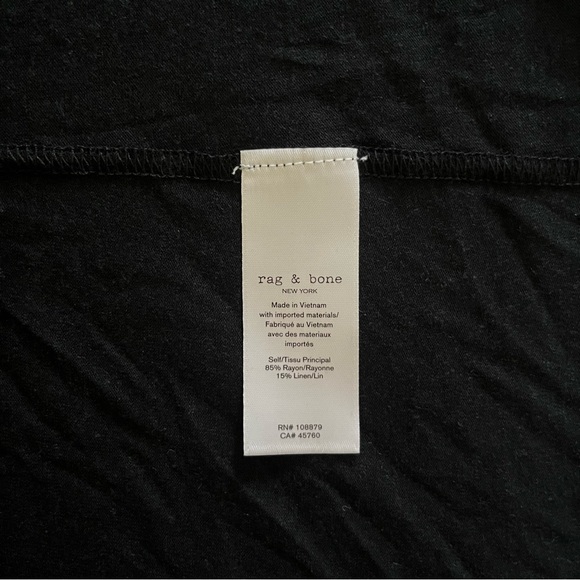 rag & bone
NEW YORK
Made in Vietnam
with imported materials/
Fabriqué au Vietnam
avec des materiaux
importés
Self/Tissu Principal
85% Rayon/Rayonne
15% Linen/Lin
RN# 108879
CA# 45760